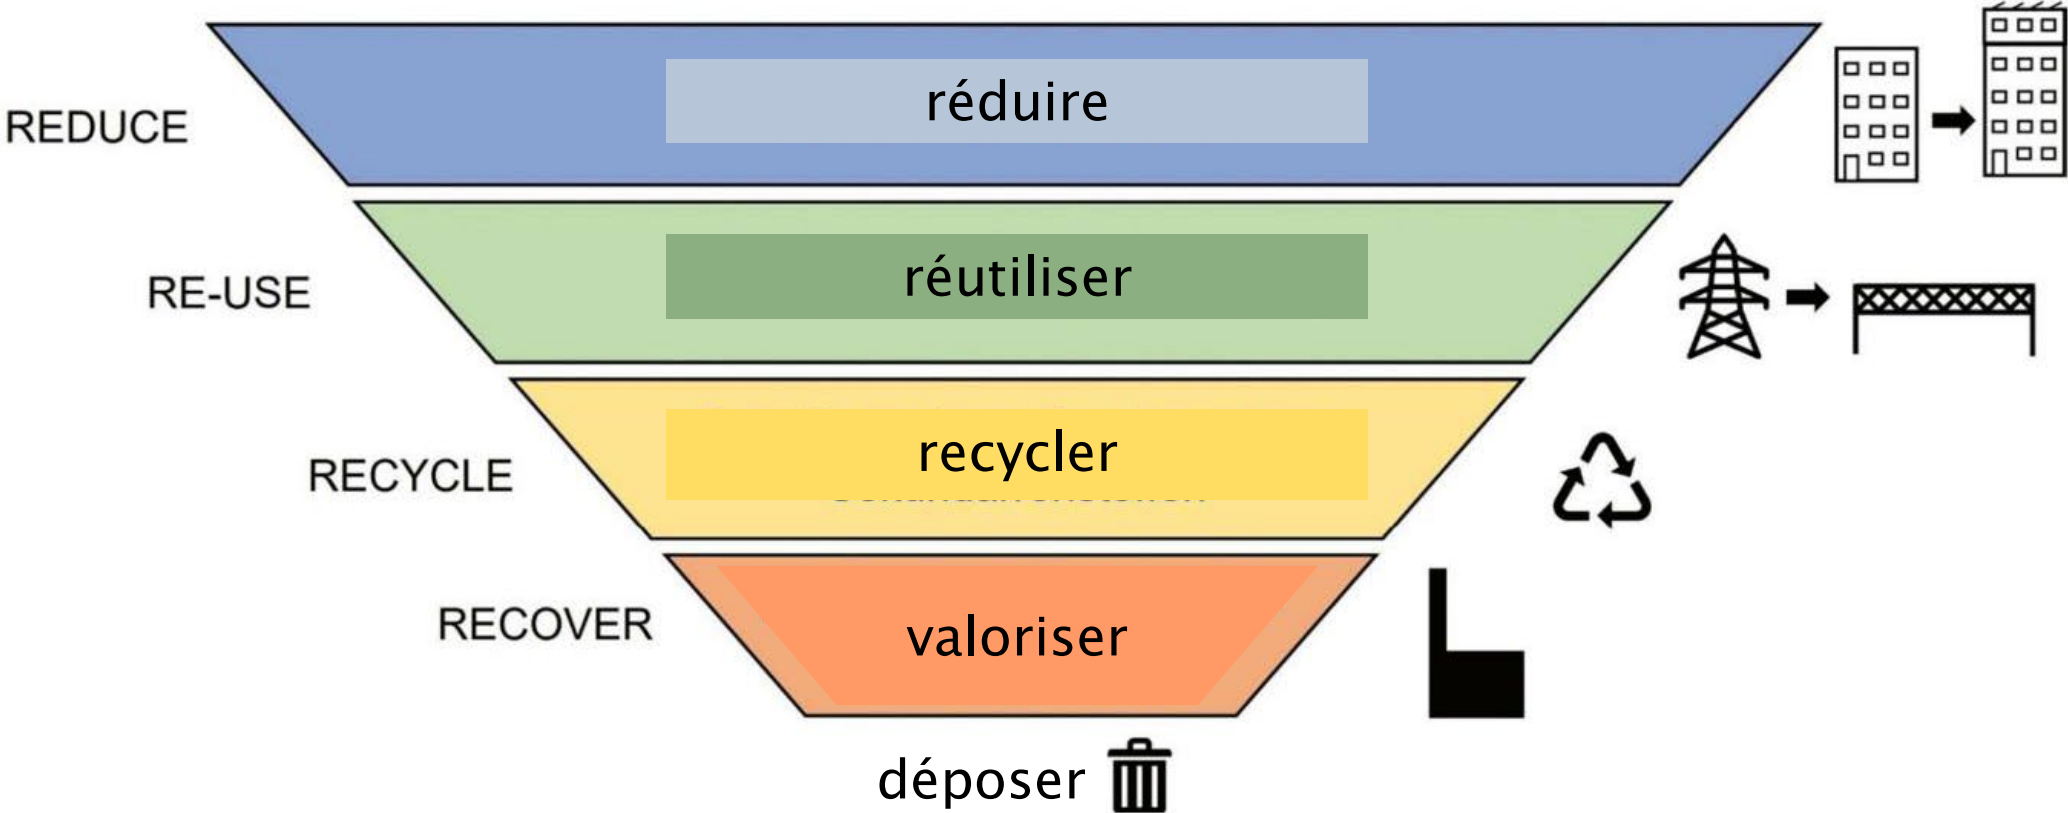 REDUCE
réduire
RE-USE
réutiliser
RECYCLE
recycler
RECOVER
valoriser
déposer